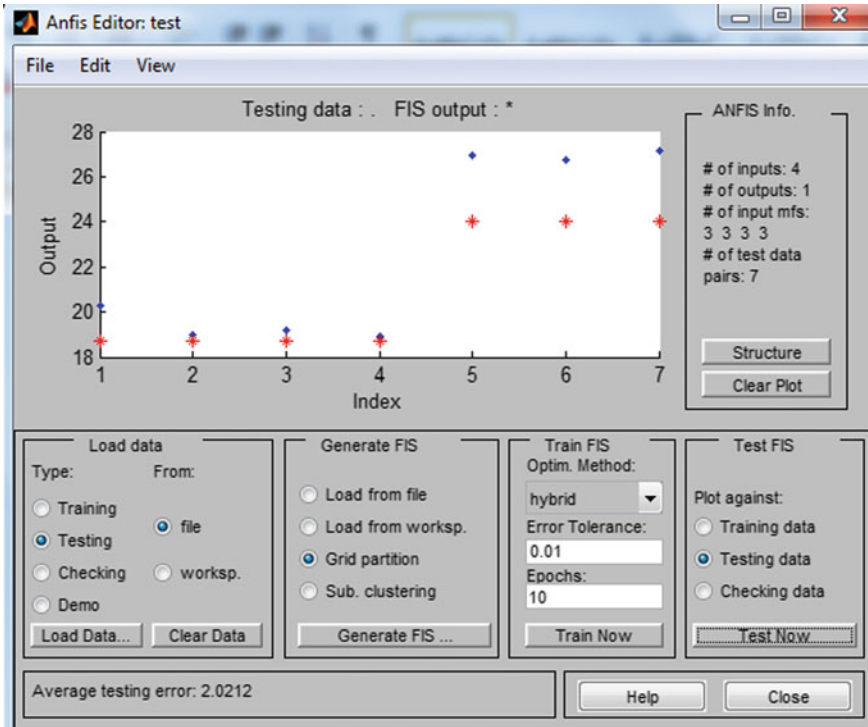 Anfis Editor: test
File Edit View
Testing data : . FIS output : *
28
26
24
22
20
18
Output
1 2 3 4 5 6 7
Index
ANFIS Info.
# of inputs: 4
# of outputs: 1
# of input mfs:
3 3 3 3
# of test data
pairs: 7
Structure
Clear Plot
Load data
Type: From:
Training
Testing
Checking
Demo
file
worksp.
Load Data... Clear Data
Generate FIS
Load from file
Load from worksp.
Grid partition
Sub. clustering
Generate FIS ...
Train FIS
Optim. Method:
hybrid
Error Tolerance:
0.01
Epochs:
10
Train Now
Test FIS
Plot against:
Training data
Testing data
Checking data
Test Now
Average testing error: 2.0212
Help Close